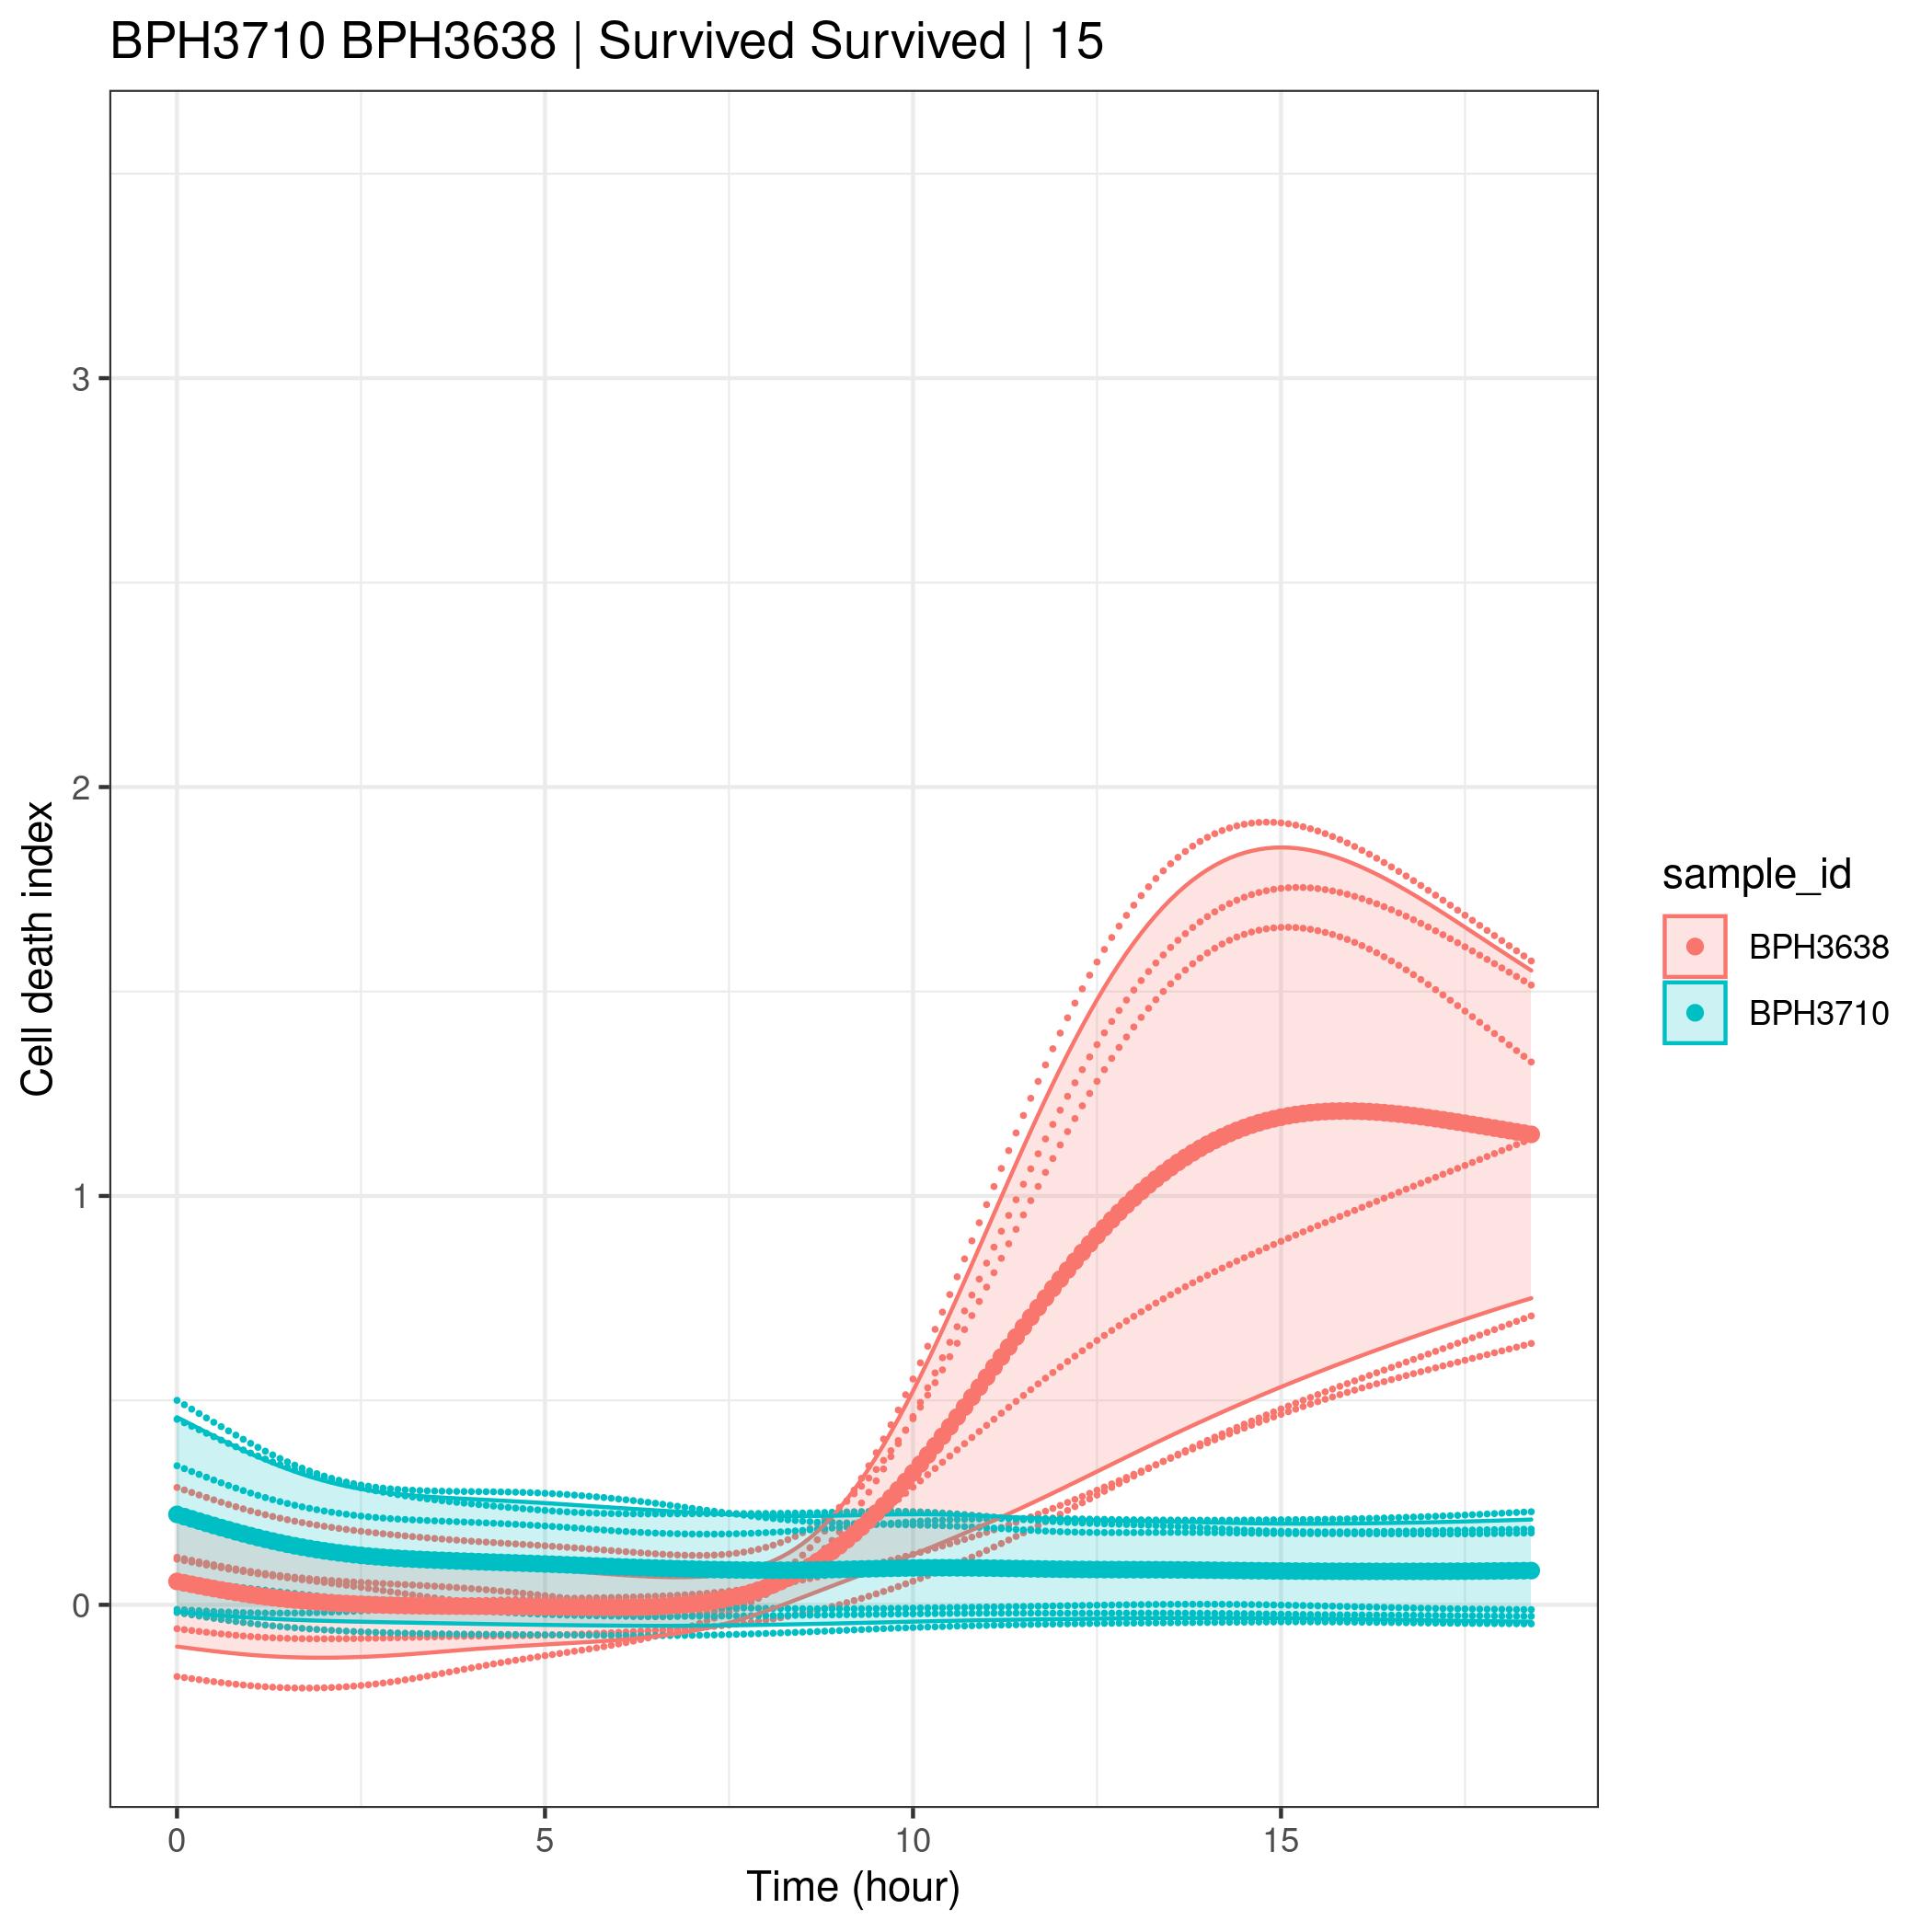 BPH3710 BPH3638 | Survived Survived | 15
3
2
1
0
Cell death index
0 5 10 15
Time (hour)
sample_id
BPH3638
BPH3710